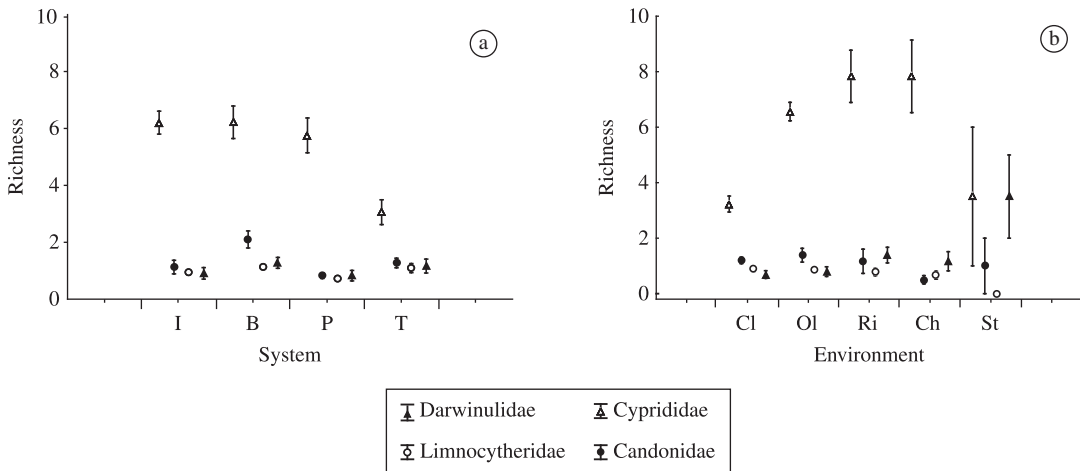 10
8
6
4
2
0
Richness
a
I B P T
System
10
8
6
4
2
0
Richness
b
Cl Ol Ri Ch St
Environment
Darwinulidae Cyprididae
Limnocytheridae Candonidae